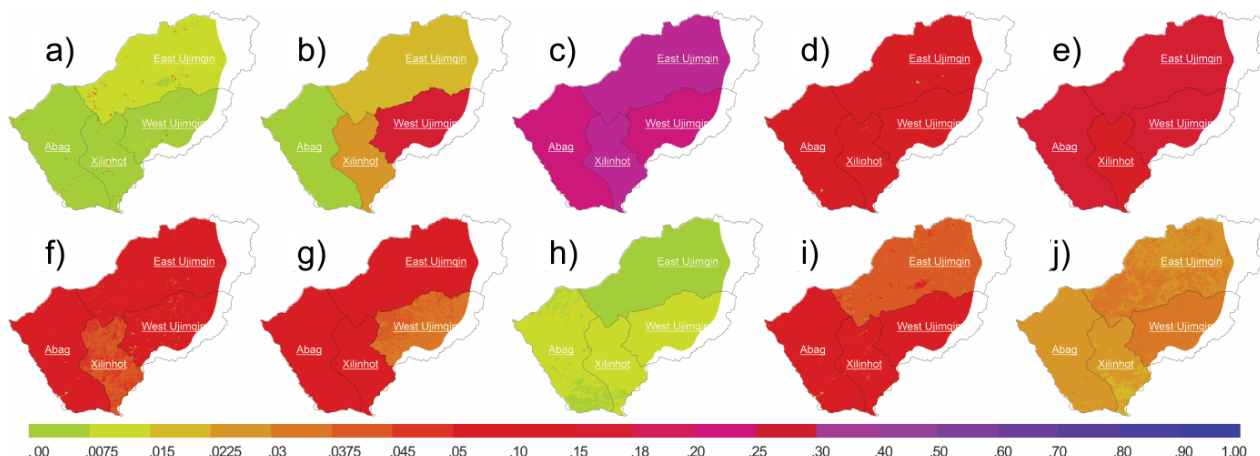 a) East Ujimqin West Ujimqin Abag Xilinhot
b) East Ujimqin West Ujimqin Abag Xilinhot
c) East Ujimqin West Ujimqin Abag Xilinhot
d) East Ujimqin West Ujimqin Abag Xilinhot
e) East Ujimqin West Ujimqin Abag Xilinhot
f) East Ujimqin West Ujimqin Abag Xilinhot
g) East Ujimqin West Ujimqin Abag Xilinhot
h) East Ujimqin West Ujimqin Abag Xilinhot
i) East Ujimqin West Ujimqin Abag Xilinhot
j) East Ujimqin West Ujimqin Abag Xilinhot
.00 .0075 .015 .0225 .03 .0375 .045 .05 .10 .15 .18 .20 .25 .30 .40 .50 .60 .70 .80 .90 1.00